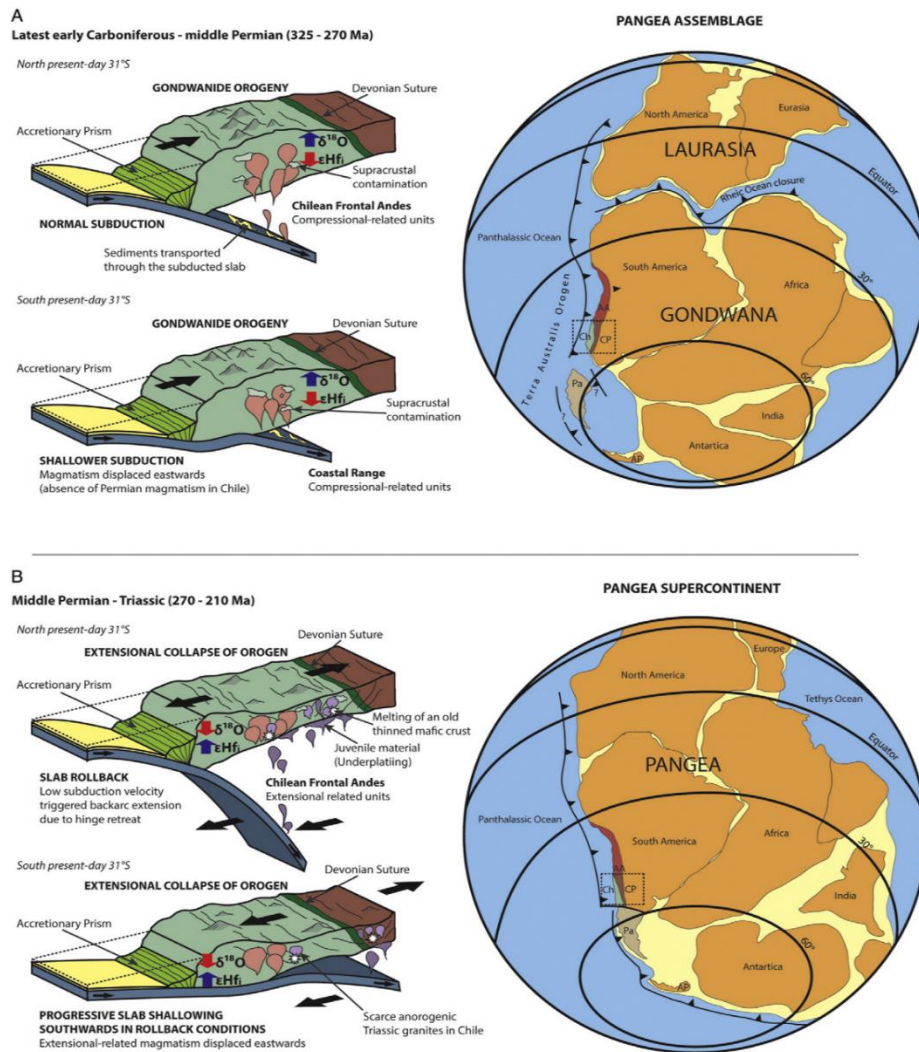 A
Latest early Carboniferous - middle Permian (325 - 270 Ma)
North present-day 31°S
GONDWANIDE OROGENY
Devonian Suture
Accretionary Prism
δ¹⁸O
εHfi
Supracrustal
contamination
Chilean Frontal Andes
Compressional-related units
NORMAL SUBDUCTION
Sediments transported
through the subducted slab
South present-day 31°S
GONDWANIDE OROGENY
Devonian Suture
Accretionary Prism
δ¹⁸O
εHfi
Supracrustal
contamination
SHALLOWER SUBDUCTION
Magmatism displaced eastwards
(absence of Permian magmatism in Chile)
Coastal Range
Compressional-related units
PANGEA ASSEMBLAGE
North America
Eurasia
LAURASIA
Equator
Rheic Ocean closure
Panthalassic Ocean
South America
Africa
30°
GONDWANA
Terra Australis Orogen
AA
Ch
CP
Pa
?
?
60°
India
Antartica
AP
B
Middle Permian - Triassic (270 - 210 Ma)
North present-day 31°S
EXTENSIONAL COLLAPSE OF OROGEN
Devonian Suture
Accretionary Prism
δ¹⁸O
εHfi
Melting of an old
thinned mafic crust
Juvenile material
(Underplatiing)
SLAB ROLLBACK
Low subduction velocity
triggered backarc extension
due to hinge retreat
Chilean Frontal Andes
Extensional related units
South present-day 31°S
EXTENSIONAL COLLAPSE OF OROGEN
Devonian Suture
Accretionary Prism
δ¹⁸O
εHfi
PROGRESSIVE SLAB SHALLOWING
SOUTHWARDS IN ROLLBACK CONDITIONS
Extensional-related magmatism displaced eastwards
Scarce anorogenic
Triassic granites in Chile
PANGEA SUPERCONTINENT
Europe
North America
Tethys Ocean
Equator
PANGEA
Panthalassic Ocean
South America
Africa
30°
AA
Ch
CP
India
Pa
60°
Antartica
AP